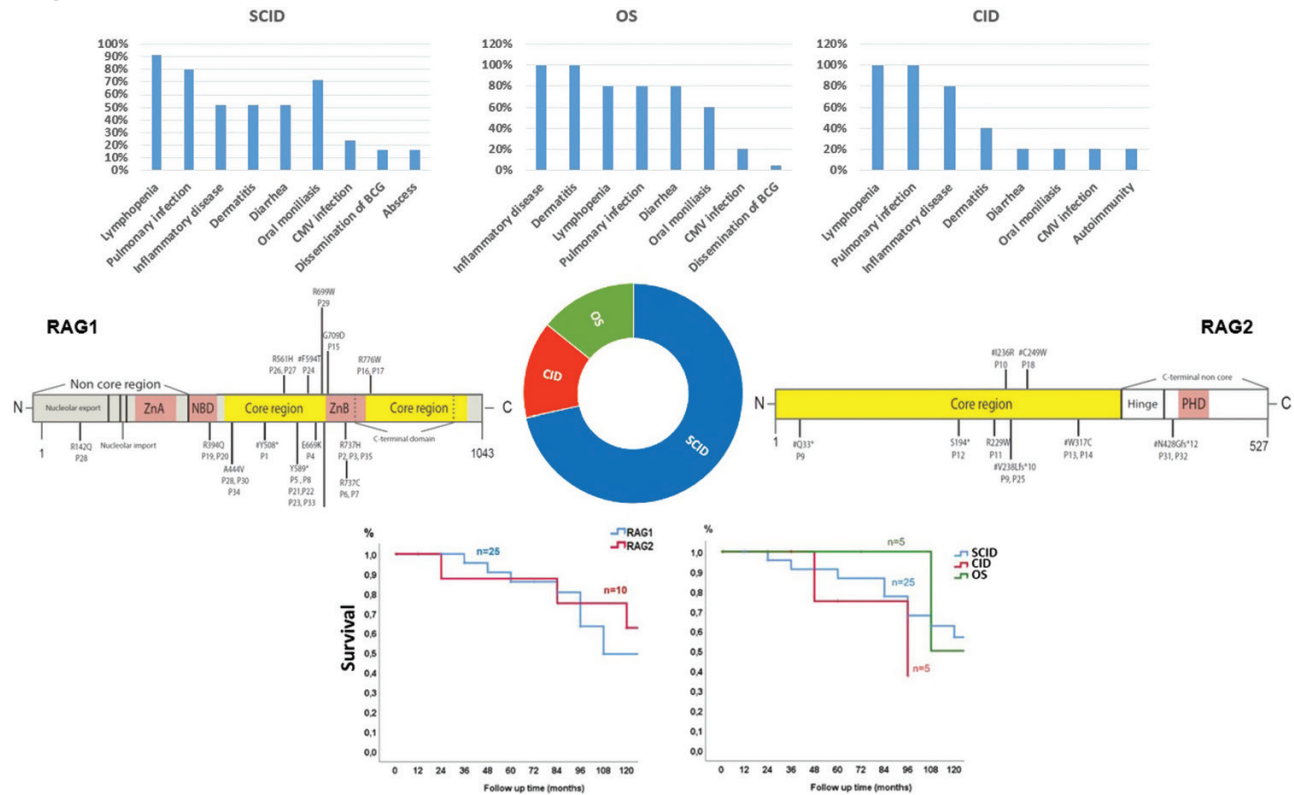 SCID
100%
90%
80%
70%
60%
50%
40%
30%
20%
10%
0%
Lymphopenia
Pulmonary infection
Inflammatory disease
Dermatitis
Diarrhea
Oral moniliasis
CMV infection
Dissemination of BCG
Abscess
OS
120%
100%
80%
60%
40%
20%
0%
Inflammatory disease
Dermatitis
Lymphopenia
Pulmonary infection
Diarrhea
Oral moniliasis
CMV infection
Dissemination of BCG
CID
120%
100%
80%
60%
40%
20%
0%
Lymphopenia
Pulmonary infection
Inflammatory disease
Dermatitis
Diarrhea
Oral moniliasis
CMV infection
Autoimmunity
RAG1
R699W
P29
G709D
P15
R561H
P26, P27
#F594T
P24
R776W
P16, P17
Non core region
N
Nucleolar export
ZnA
NBD
Core region
ZnB
Core region
C
Nucleolar import
C-terminal domain
1
1043
R142Q
P28
R394Q
P19, P20
A444V
P28, P30
P34
#Y508*
P1
Y589*
P5 , P8
P21,P22
P23, P33
E669K
P4
R737H
P2, P3, P35
R737C
P6, P7
OS
CID
SCID
RAG2
#I236R
P10
#C249W
P18
C-terminal non core
N
Core region
Hinge
PHD
C
1
527
#Q33*
P9
S194*
P12
R229W
P11
#V238Lfs*10
P9, P25
#W317C
P13, P14
#N428Gfs*12
P31, P32
%
Survival
1,0
0,9
0,8
0,7
0,6
0,5
0,4
0,3
0,2
0,1
0,0
n=25
n=10
RAG1
RAG2
0 12 24 36 48 60 72 84 96 108 120
Follow up time (months)
%
1,0
0,9
0,8
0,7
0,6
0,5
0,4
0,3
0,2
0,1
0,0
n=5
n=25
n=5
SCID
CID
OS
0 12 24 36 48 60 72 84 96 108 120
Follow up time (months)